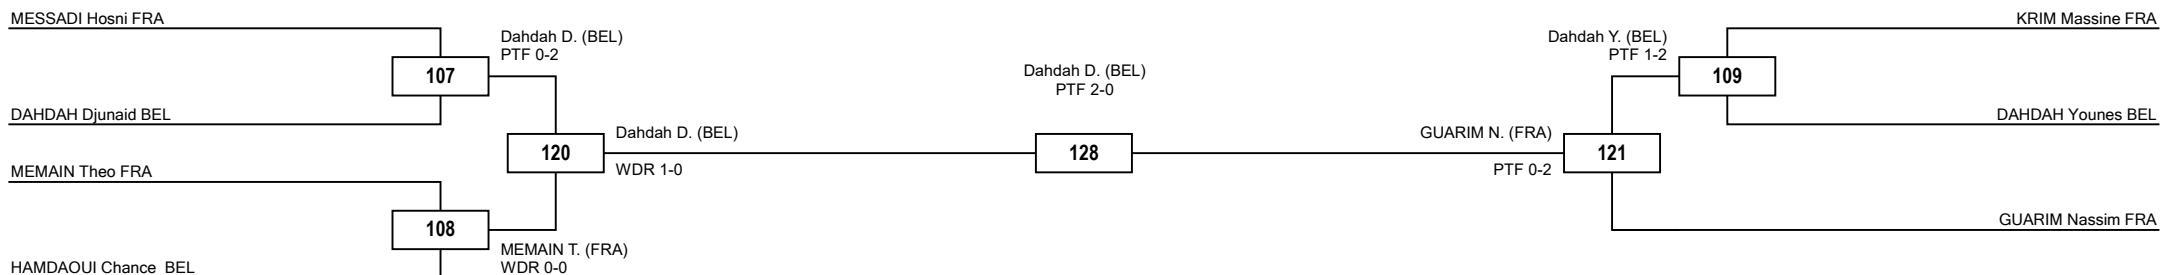 MESSADI Hosni FRA
KRIM Massine FRA
Dahdah D. (BEL)
PTF 0-2
Dahdah Y. (BEL)
PTF 1-2
107
Dahdah D. (BEL)
PTF 2-0
109
DAHDAH Djunaid BEL
DAHDAH Younes BEL
Dahdah D. (BEL)
GUARIM N. (FRA)
120
128
121
WDR 1-0
PTF 0-2
MEMAIN Theo FRA
108
GUARIM Nassim FRA
MEMAIN T. (FRA)
WDR 0-0
HAMDAOUI Chance  BEL